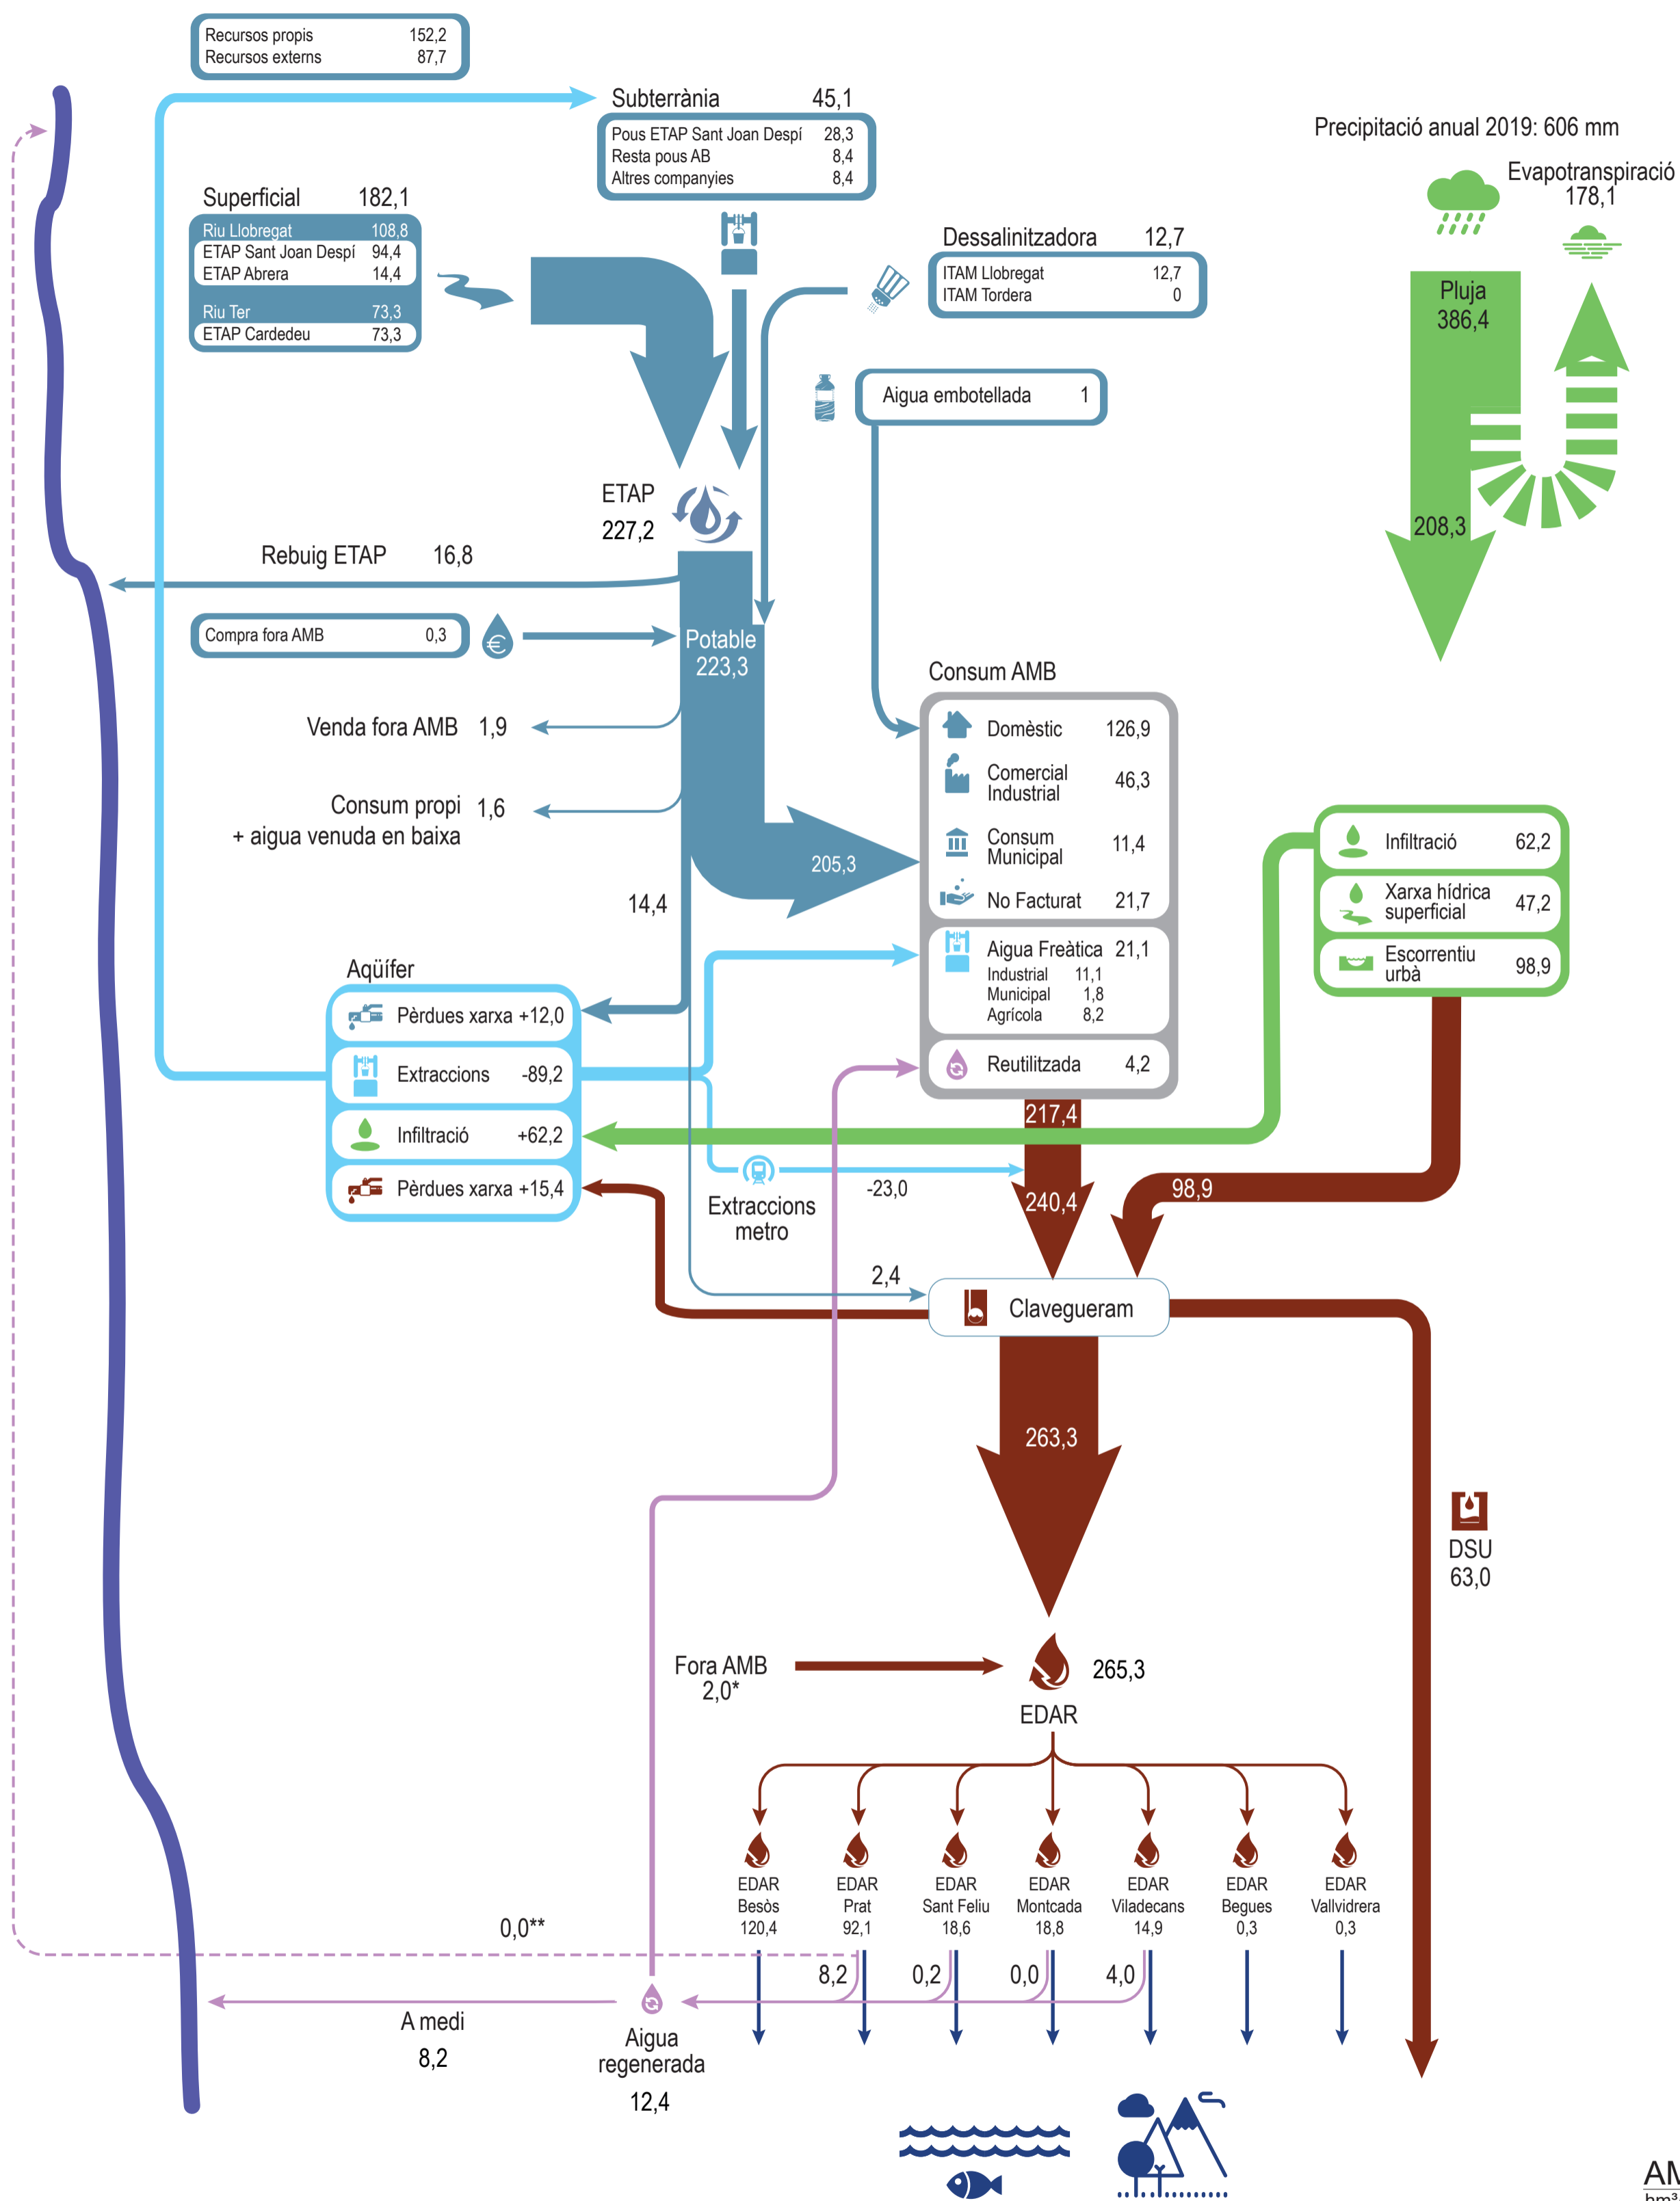 Recursos propis 152,2
Recursos externs 87,7
Subterrània 45,1
Pous ETAP Sant Joan Despí 28,3
Resta pous AB 8,4
Altres companyies 8,4
Precipitació anual 2019: 606 mm
Evapotranspiració
178,1
Superficial 182,1
Riu Llobregat 108,8
ETAP Sant Joan Despí 94,4
ETAP Abrera 14,4
Riu Ter 73,3
ETAP Cardedeu 73,3
Dessalinitzadora 12,7
ITAM Llobregat 12,7
ITAM Tordera 0
Pluja
386,4
208,3
Aigua embotellada 1
ETAP
227,2
Rebuig ETAP 16,8
Compra fora AMB 0,3
€
Potable
223,3
Venda fora AMB 1,9
Consum propi 1,6
+ aigua venuda en baixa
205,3
14,4
Consum AMB
Domèstic 126,9
Comercial
Industrial 46,3
Consum
Municipal 11,4
No Facturat 21,7
Aigua Freàtica 21,1
Industrial 11,1
Municipal 1,8
Agrícola 8,2
Reutilitzada 4,2
Infiltració 62,2
Xarxa hídrica
superficial 47,2
Escorrentiu
urbà 98,9
Aqüífer
Pèrdues xarxa +12,0
Extraccions -89,2
Infiltració +62,2
Pèrdues xarxa +15,4
217,4
-23,0
Extraccions
metro
240,4
98,9
2,4
Clavegueram
263,3
DSU
63,0
Fora AMB
2,0*
265,3
EDAR
EDAR
Besòs
120,4
EDAR
Prat
92,1
EDAR
Sant Feliu
18,6
EDAR
Montcada
18,8
EDAR
Viladecans
14,9
EDAR
Begues
0,3
EDAR
Vallvidrera
0,3
0,0**
8,2
0,2
0,0
4,0
A medi
8,2
Aigua
regenerada
12,4